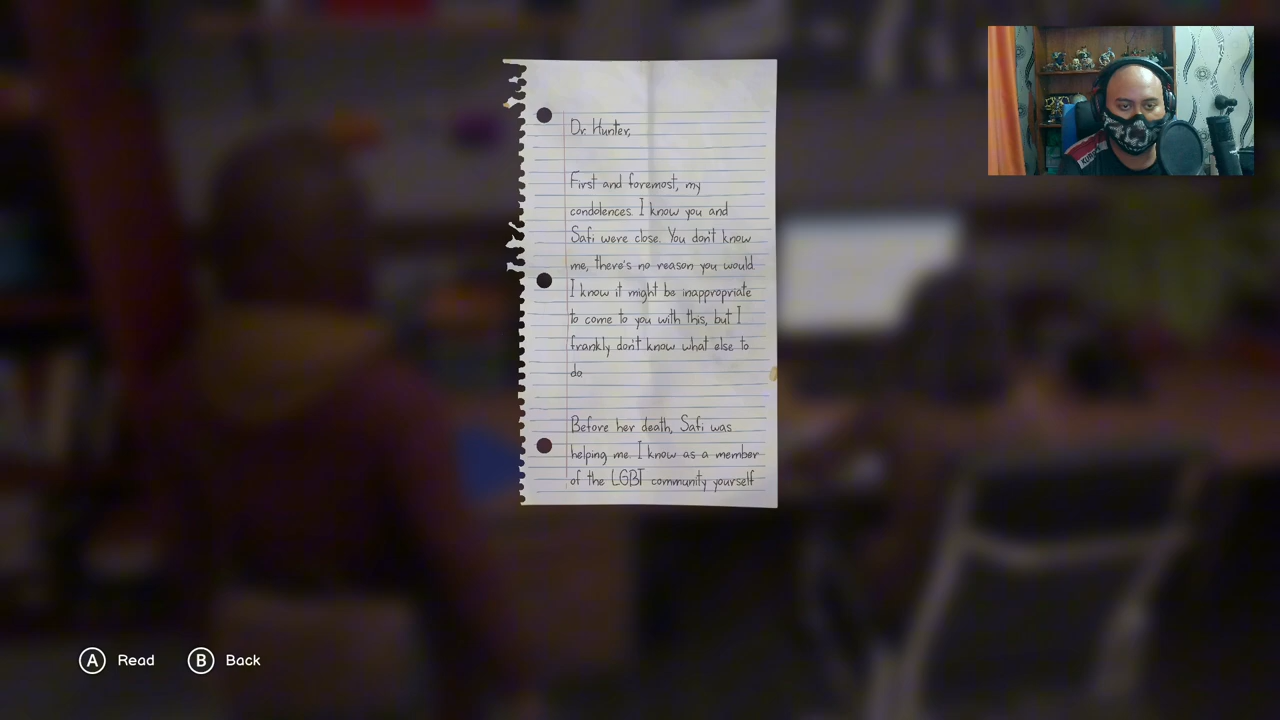 Dr. Hunter,
First and foremost, my
condolences. I know you and
Safi were close. You don't know
me, there's no reason you would.
I know it might be inappropriate
to come to you with this, but I
frankly don't know what else to
do.
Before her death, Safi was
helping me. I know as a member
of the LGBT community yourself
A Read B Back